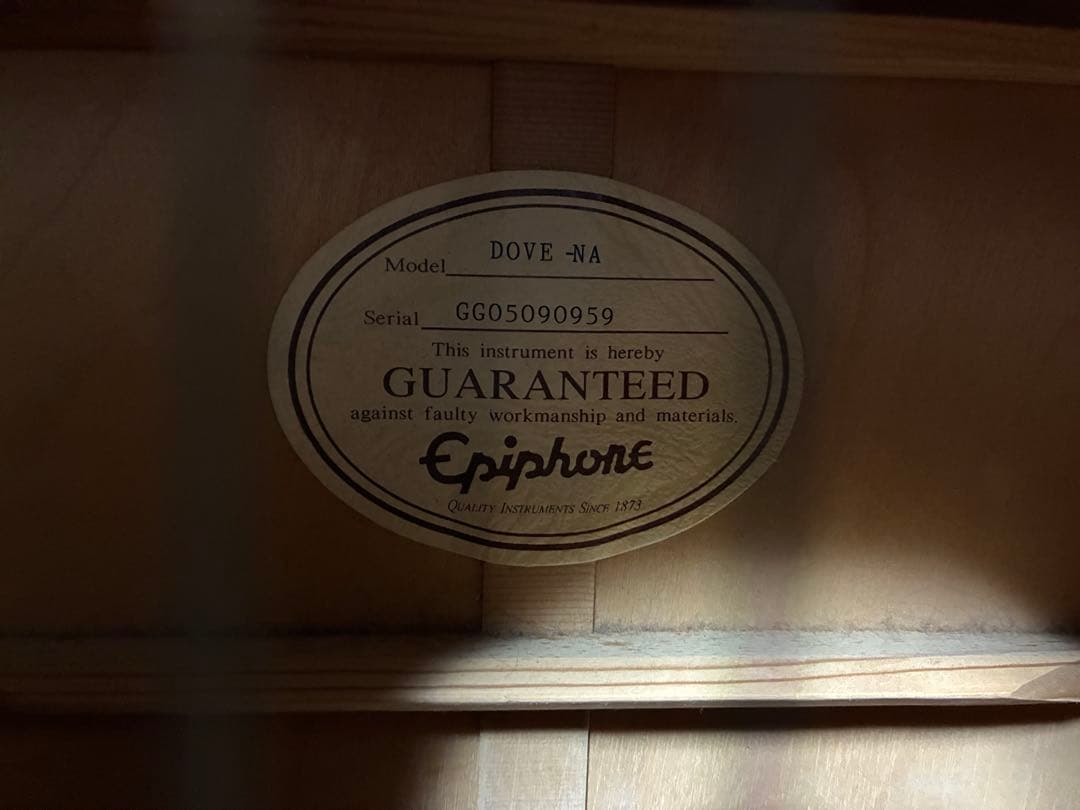 Model DOVE -NA
Serial GG05090959
This instrument is hereby
GUARANTEED
against faulty workmanship and materials.
Epiphone
QUALITY INSTRUMENTS SINCE 1873